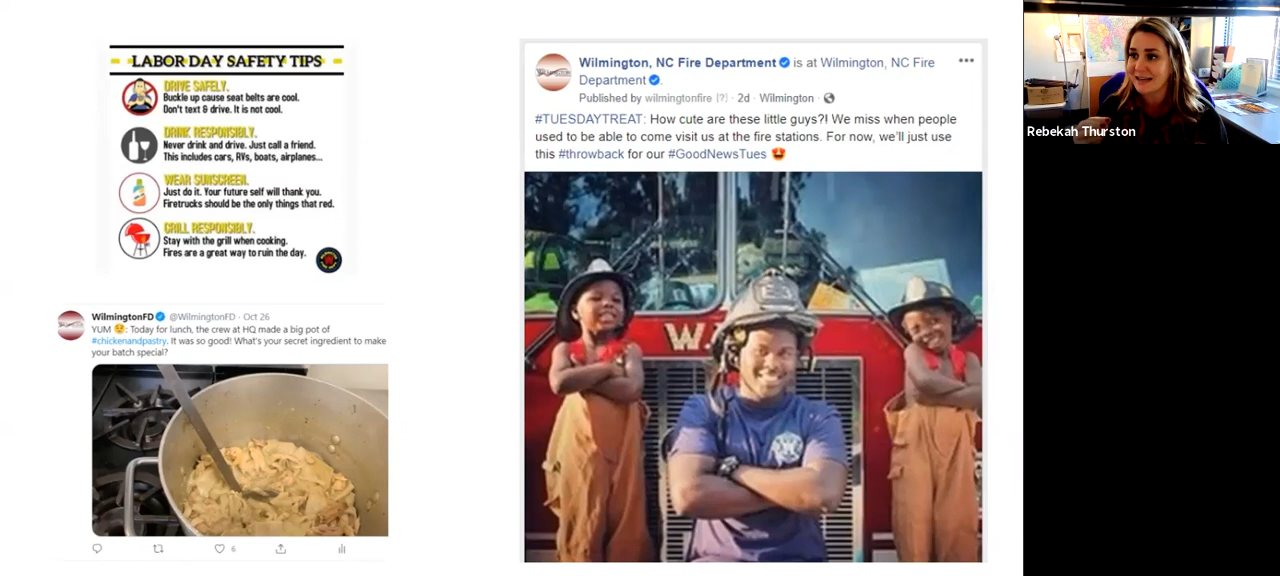 LABOR DAY SAFETY TIPS
DRIVE SAFELY.
Buckle up cause seat belts are cool.
Don't text & drive. It is not cool.
DRINK RESPONSIBLY.
Never drink and drive. Just call a friend.
This includes cars, RVs, boats, airplanes...
WEAR SUNSCREEN.
Just do it. Your future self will thank you.
Firetrucks should be the only things that red.
GRILL RESPONSIBLY.
Stay with the grill when cooking.
Fires are a great way to ruin the day.
WilmingtonFD @WilmingtonFD · Oct 26
YUM 😋: Today for lunch, the crew at HQ made a big pot of
#chickenandpastry. It was so good! What's your secret ingredient to make
your batch special?
6
Wilmington, NC Fire Department is at Wilmington, NC Fire
Department.
Published by wilmingtonfire [?] · 2d · Wilmington ·
#TUESDAYTREAT: How cute are these little guys?! We miss when people
used to be able to come visit us at the fire stations. For now, we'll just use
this #throwback for our #GoodNewsTues 🤩
W.
Rebekah Thurston